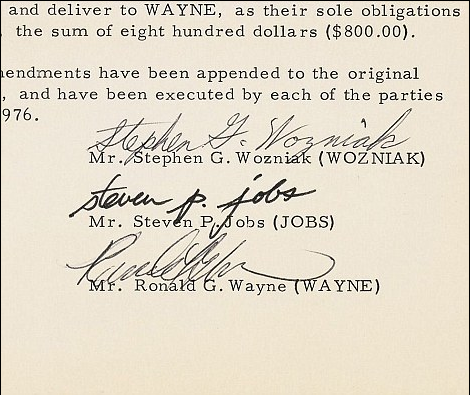 and deliver to WAYNE, as their sole obligations
, the sum of eight hundred dollars ($800.00).
nendments have been appended to the original
, and have been executed by each of the parties
976.
Stephen G. Wozniak
Mr. Stephen G. Wozniak (WOZNIAK)
steven p. jobs
Mr. Steven P. Jobs (JOBS)
Mr. Ronald G. Wayne (WAYNE)